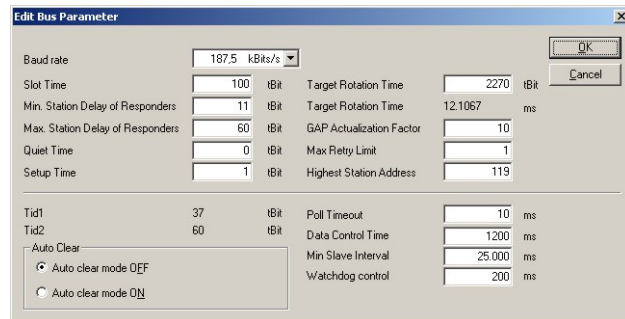 Edit Bus Parameter
OK
Cancel
Baud rate 187,5 kBits/s
Slot Time 100 tBit Target Rotation Time 2270 tBit
Min. Station Delay of Responders 11 tBit Target Rotation Time 12.1067 ms
Max. Station Delay of Responders 60 tBit GAP Actualization Factor 10
Quiet Time 0 tBit Max Retry Limit 1
Setup Time 1 tBit Highest Station Address 119
Tid1 37 tBit Poll Timeout 10 ms
Tid2 60 tBit Data Control Time 1200 ms
Auto Clear Min Slave Interval 25.000 ms
Auto clear mode OFF Watchdog control 200 ms
Auto clear mode ON